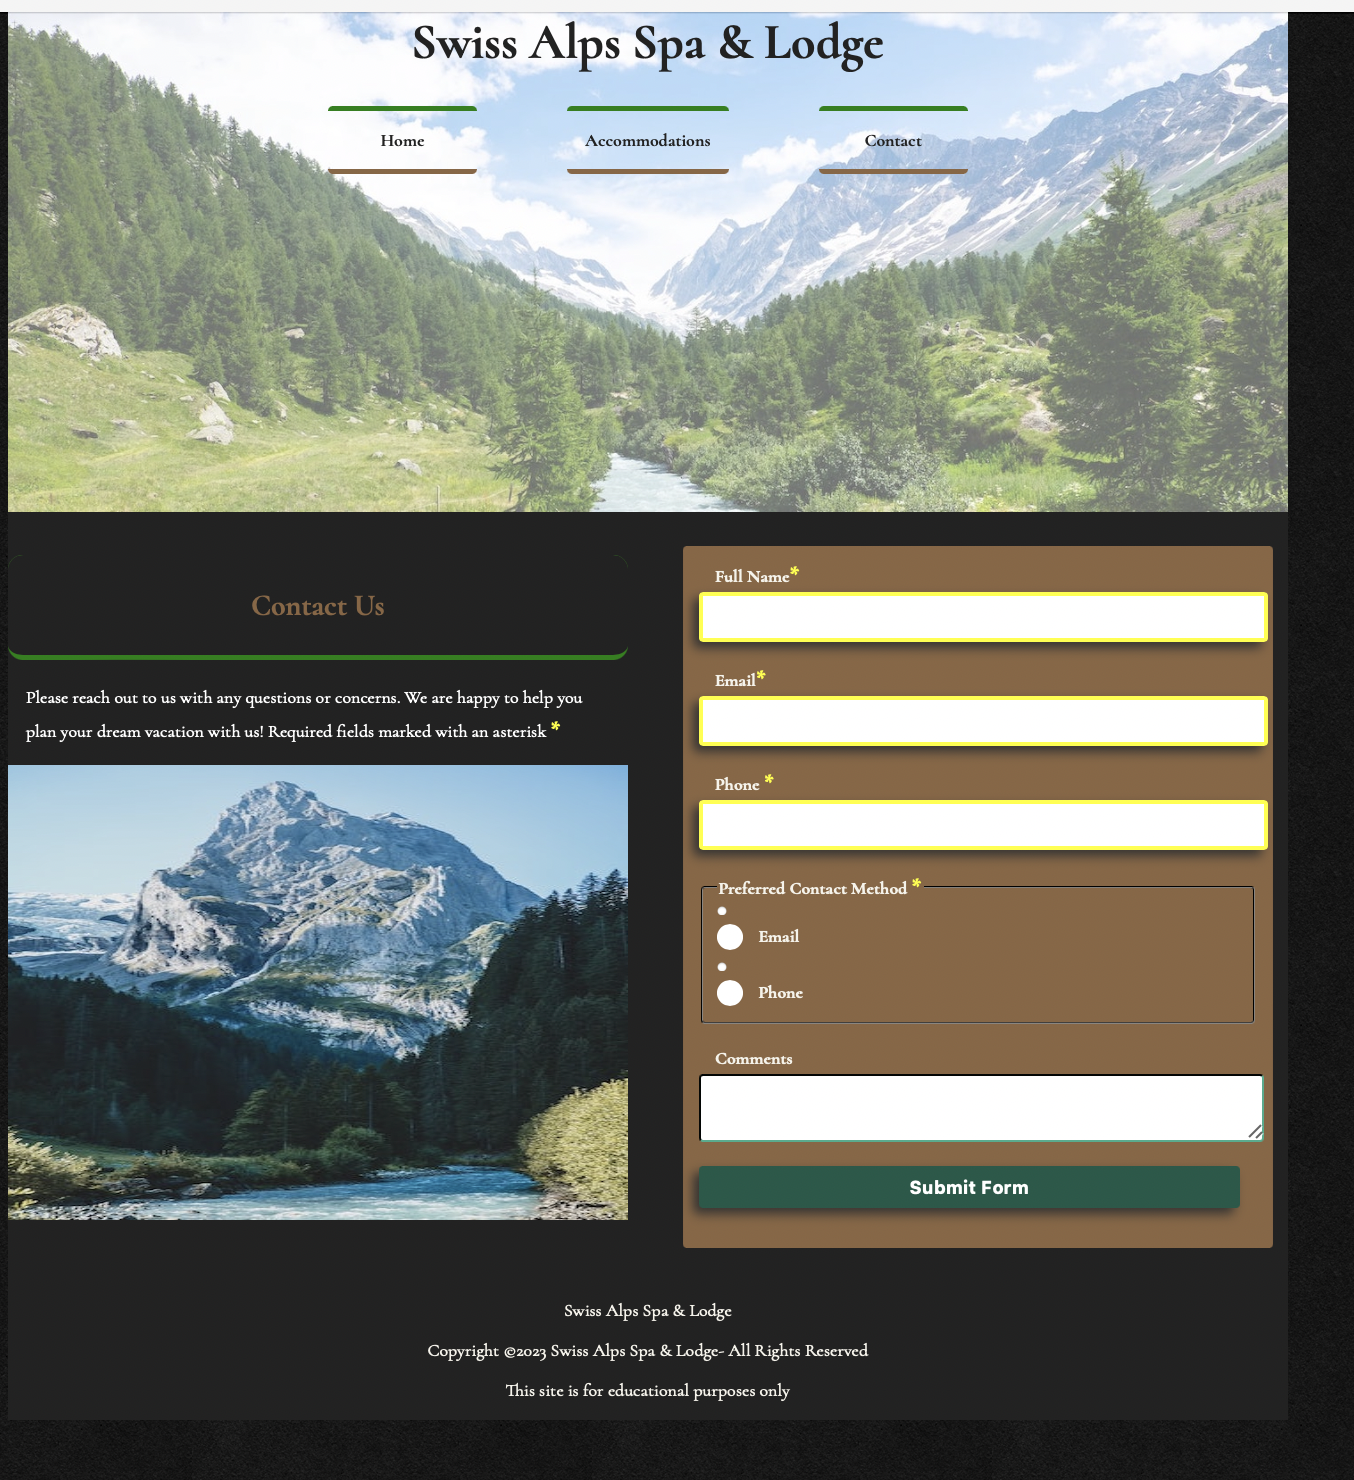 Swiss Alps Spa & Lodge
Home
Accommodations
Contact
Contact Us
Please reach out to us with any questions or concerns. We are happy to help you
plan your dream vacation with us! Required fields marked with an asterisk *
Full Name*
Email*
Phone *
Preferred Contact Method *
Email
Phone
Comments
Submit Form
Swiss Alps Spa & Lodge
Copyright ©2023 Swiss Alps Spa & Lodge- All Rights Reserved
This site is for educational purposes only